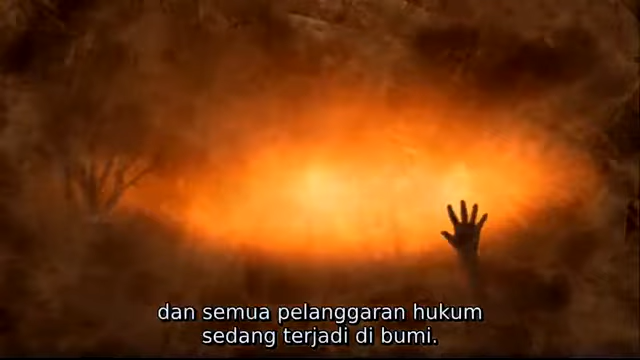 dan semua pelanggaran hukum
sedang terjadi di bumi.